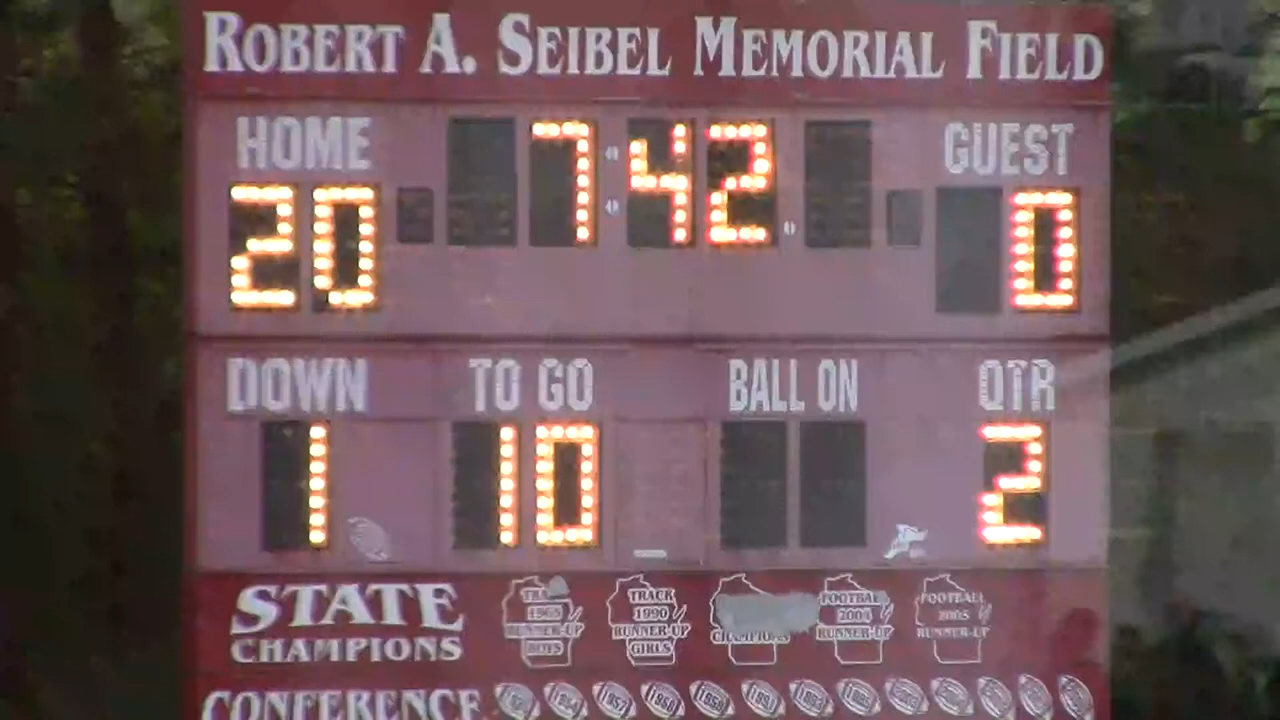 ROBERT A. SEIBEL MEMORIAL FIELD
HOME 7:42 GUEST
20 0
DOWN TO GO BALL ON QTR
1 10 2
STATE
CHAMPIONS
1965
RUNNER-UP
BOYS
TRACK
1990
RUNNER-UP
GIRLS
CHAMPIONS
FOOTBALL
2004
RUNNER-UP
FOOTBALL
2005
RUNNER-UP
CONFERENCE